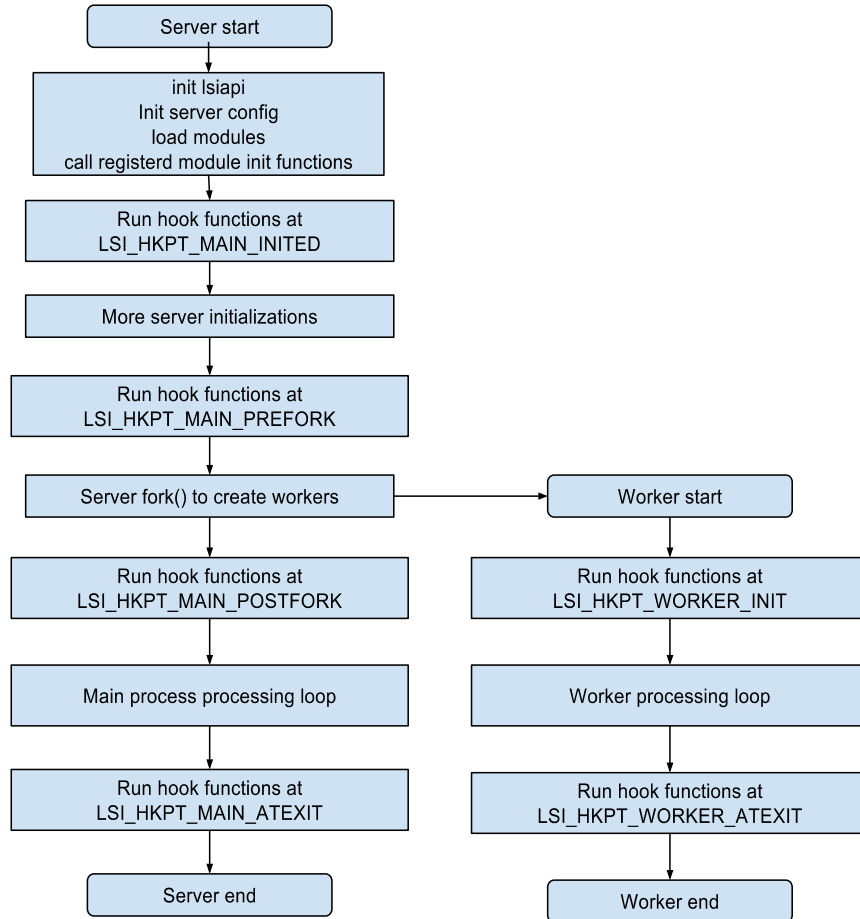 Server start
init lsiapi
Init server config
load modules
call registerd module init functions
Run hook functions at
LSI_HKPT_MAIN_INITED
More server initializations
Run hook functions at
LSI_HKPT_MAIN_PREFORK
Server fork() to create workers
Run hook functions at
LSI_HKPT_MAIN_POSTFORK
Main process processing loop
Run hook functions at
LSI_HKPT_MAIN_ATEXIT
Server end
Worker start
Run hook functions at
LSI_HKPT_WORKER_INIT
Worker processing loop
Run hook functions at
LSI_HKPT_WORKER_ATEXIT
Worker end